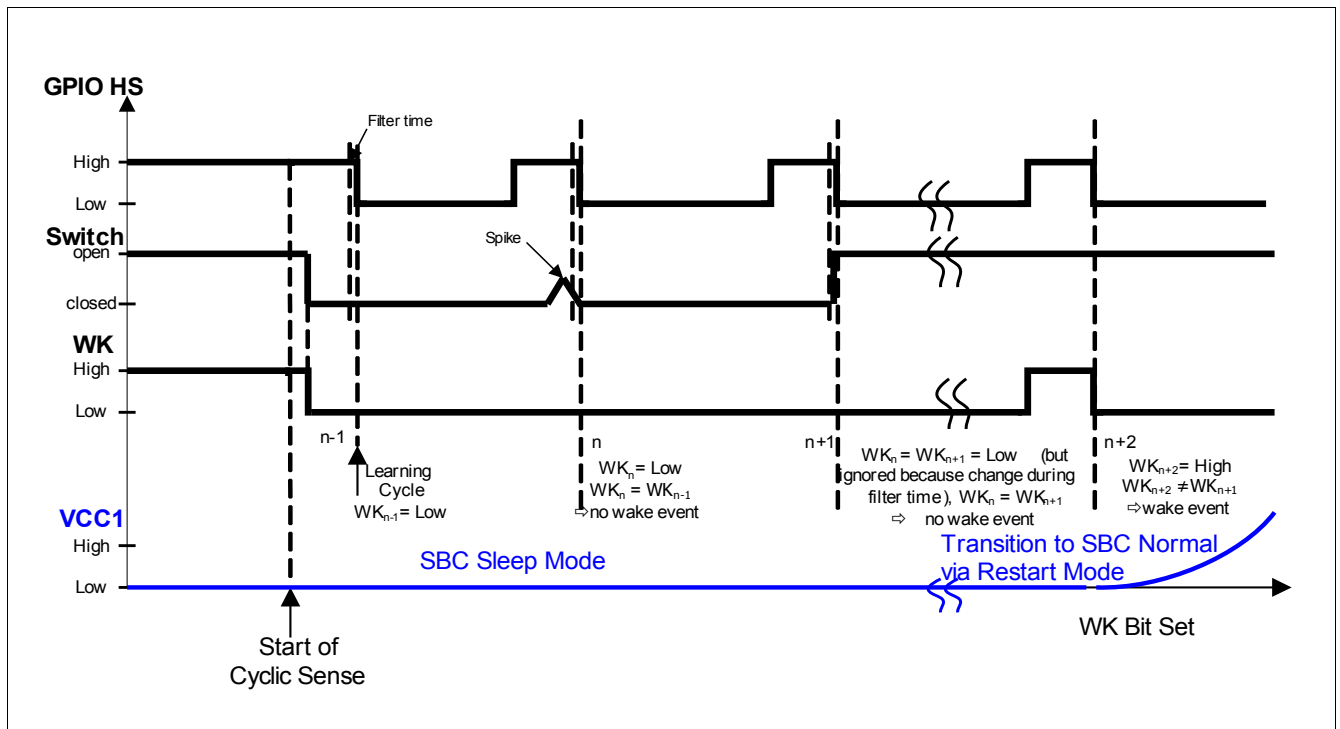 GPIO HS
Filter time
High
Low
Switch
open
Spike
closed
WK
High
Low
n-1
n
n+1
n+2
Learning
Cycle
WKn-1= Low
WKn= Low
WKn = WKn-1
⇨no wake event
WKn = WKn+1 = Low (but
ignored because change during
filter time), WKn = WKn+1
⇨ no wake event
WKn+2= High
WKn+2 ≠WKn+1
⇨wake event
VCC1
High
Low
SBC Sleep Mode
Transition to SBC Normal
via Restart Mode
Start of
Cyclic Sense
WK Bit Set